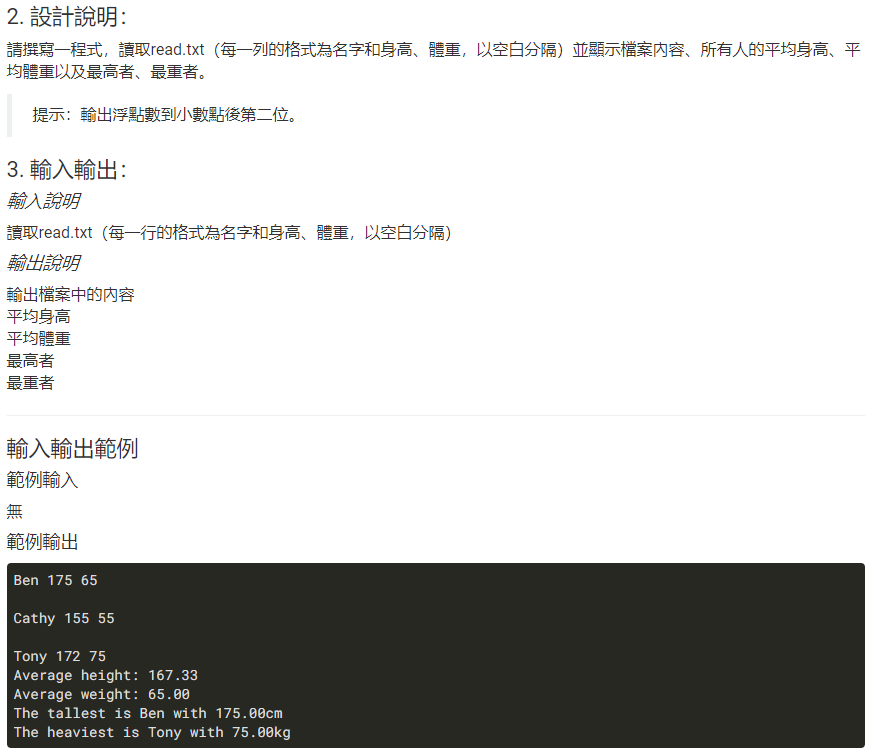 2. 設計說明：
請撰寫一程式，讀取read.txt（每一列的格式為名字和身高、體重，以空白分隔）並顯示檔案內容、所有人的平均身高、平
均體重以及最高者、最重者。
提示：輸出浮點數到小數點後第二位。
3. 輸入輸出：
輸入說明
讀取read.txt（每一行的格式為名字和身高、體重，以空白分隔）
輸出說明
輸出檔案中的內容
平均身高
平均體重
最高者
最重者
輸入輸出範例
範例輸入
無
範例輸出
Ben 175 65
Cathy 155 55
Tony 172 75
Average height: 167.33
Average weight: 65.00
The tallest is Ben with 175.00cm
The heaviest is Tony with 75.00kg